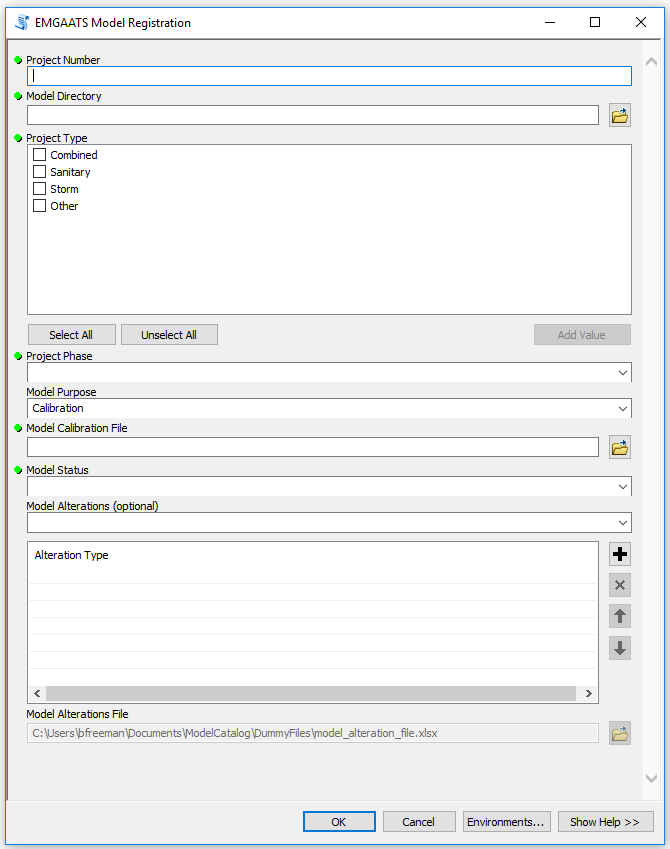 EMGAATS Model Registration
Project Number
Model Directory
Project Type
Combined
Sanitary
Storm
Other
Select All
Unselect All
Add Value
Project Phase
Model Purpose
Calibration
Model Calibration File
Model Status
Model Alterations (optional)
Alteration Type
Model Alterations File
C:\Users\bfreeman\Documents\ModelCatalog\DummyFiles\model_alteration_file.xlsx
OK
Cancel
Environments...
Show Help >>